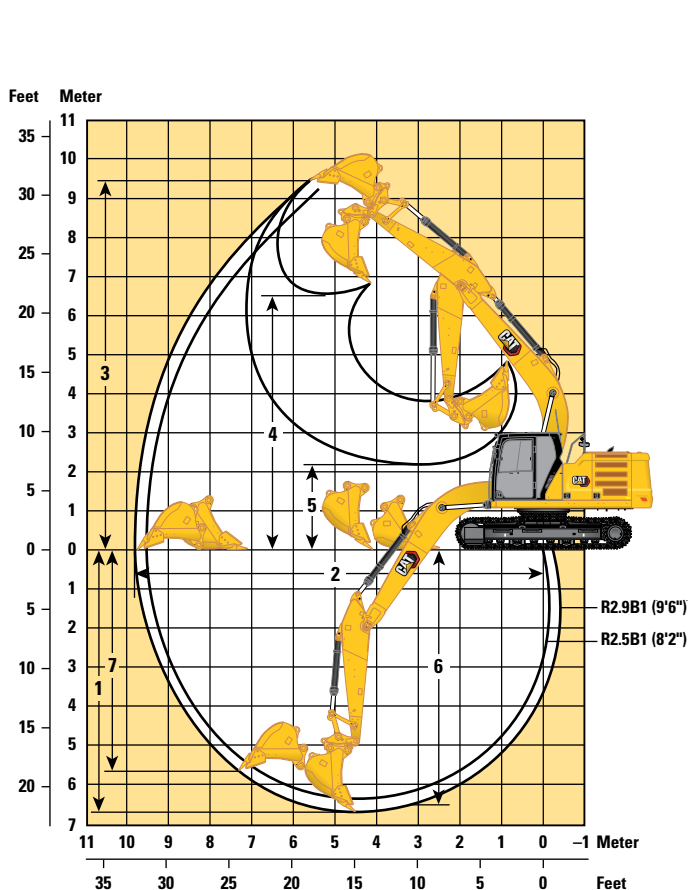 Feet Meter
11
35
10
30 9
8
25
7
20 6
5
15 3
4
10 3 4
2
5 5
1
0 0
2
1
5 R2.9B1 (9'6")
2 R2.5B1 (8'2")
10 3 7 6
1
4
15
5
6
20
7
11 10 9 8 7 6 5 4 3 2 1 0 –1 Meter
35 30 25 20 15 10 5 0 Feet
CAT
CAT
CAT